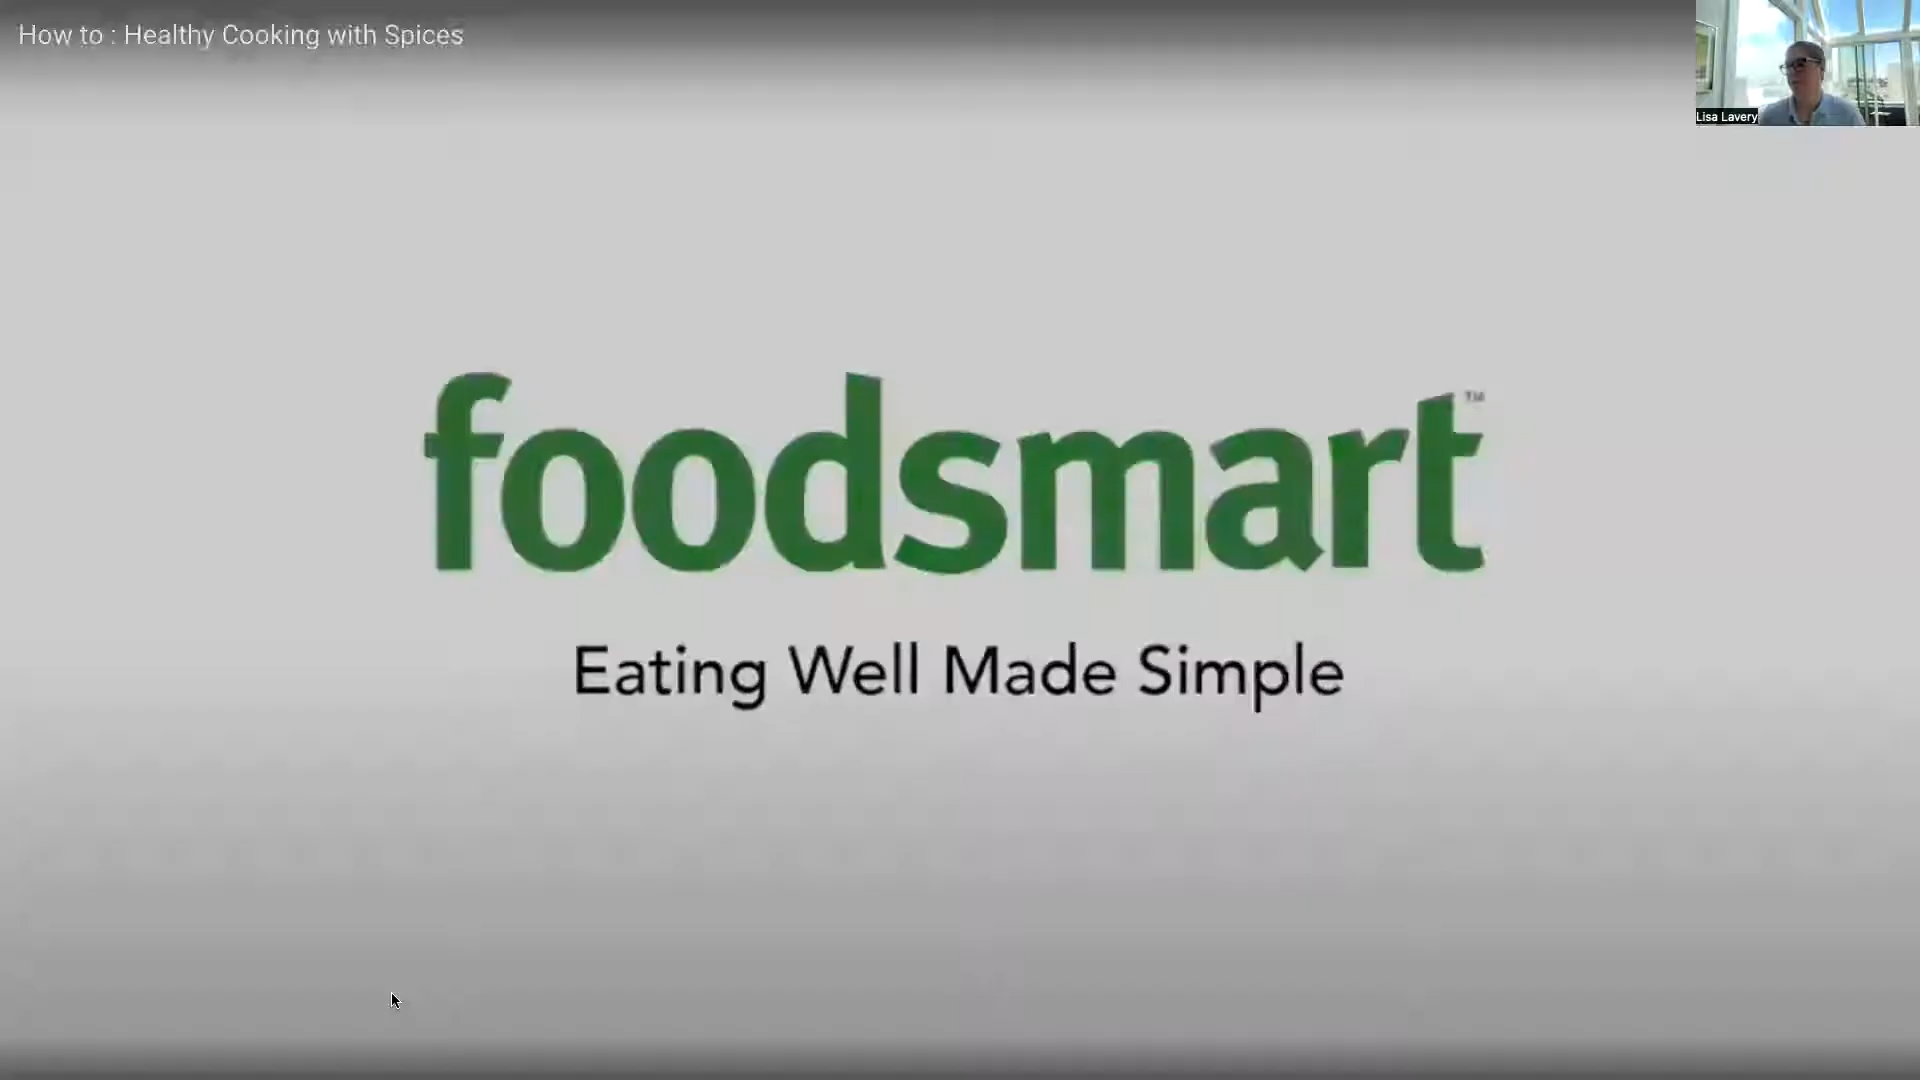 How to : Healthy Cooking with Spices
Lisa Lavery
foodsmart™
Eating Well Made Simple